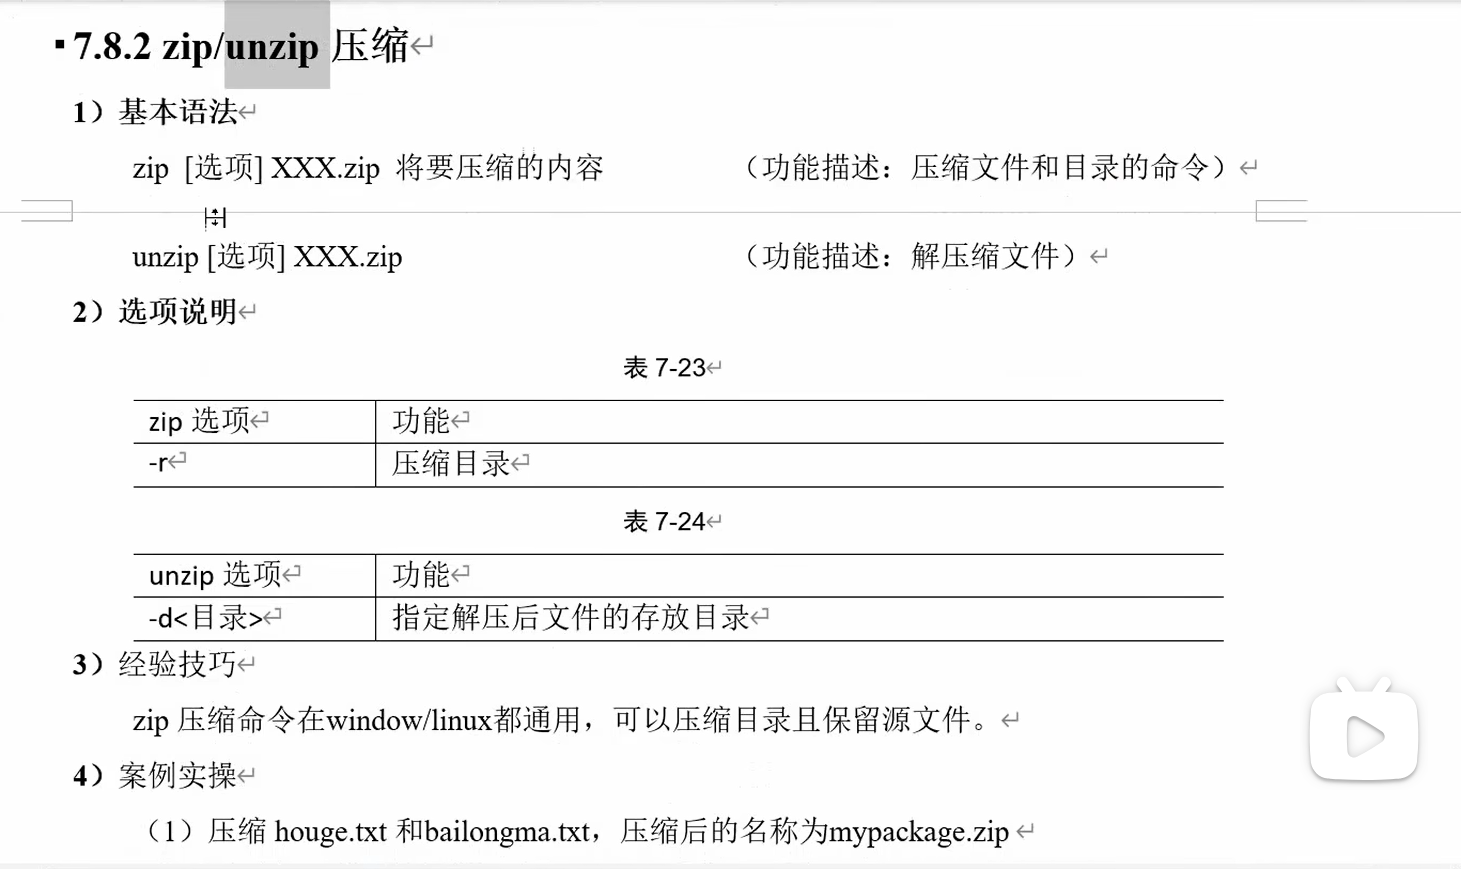 7.8.2 zip/unzip 压缩
1）基本语法
zip [选项] XXX.zip 将要压缩的内容 （功能描述：压缩文件和目录的命令）
unzip [选项] XXX.zip （功能描述：解压缩文件）
2）选项说明
表 7-23
zip 选项 功能
-r 压缩目录
表 7-24
unzip 选项 功能
-d<目录> 指定解压后文件的存放目录
3）经验技巧
zip 压缩命令在window/linux都通用，可以压缩目录且保留源文件。
4）案例实操
（1）压缩 houge.txt 和bailongma.txt，压缩后的名称为mypackage.zip